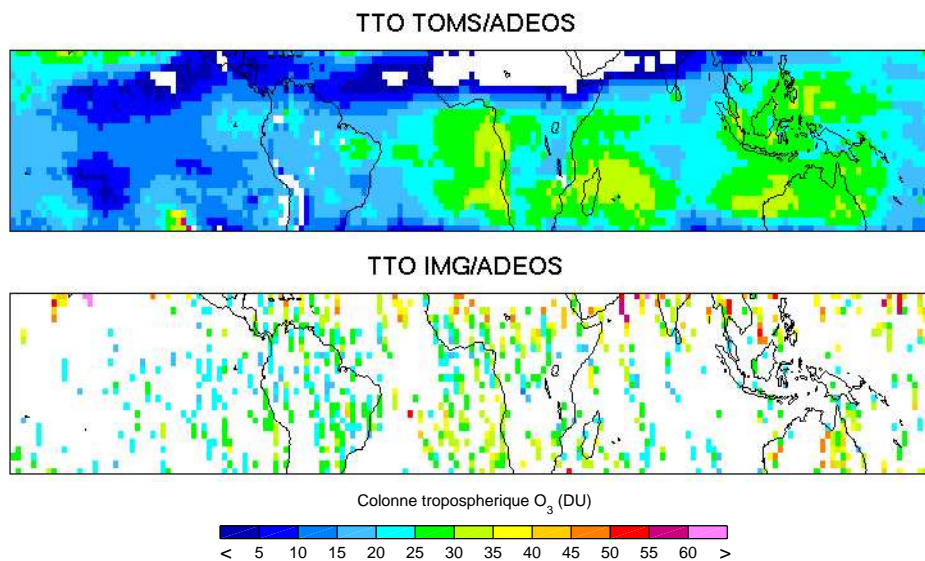 TTO TOMS/ADEOS
TTO IMG/ADEOS
Colonne tropospherique O3 (DU)
< 5 10 15 20 25 30 35 40 45 50 55 60 >